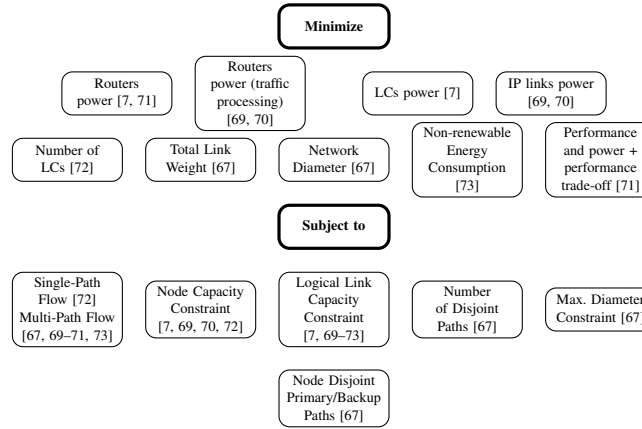 Minimize
Routers
power [7, 71]
Routers
power (traffic
processing)
[69, 70]
LCs power [7]
IP links power
[69, 70]
Number of
LCs [72]
Total Link
Weight [67]
Network
Diameter [67]
Non-renewable
Energy
Consumption
[73]
Performance
and power +
performance
trade-off [71]
Subject to
Single-Path
Flow [72]
Multi-Path Flow
[67, 69–71, 73]
Node Capacity
Constraint
[7, 69, 70, 72]
Logical Link
Capacity
Constraint
[7, 69–73]
Number
of Disjoint
Paths [67]
Max. Diameter
Constraint [67]
Node Disjoint
Primary/Backup
Paths [67]